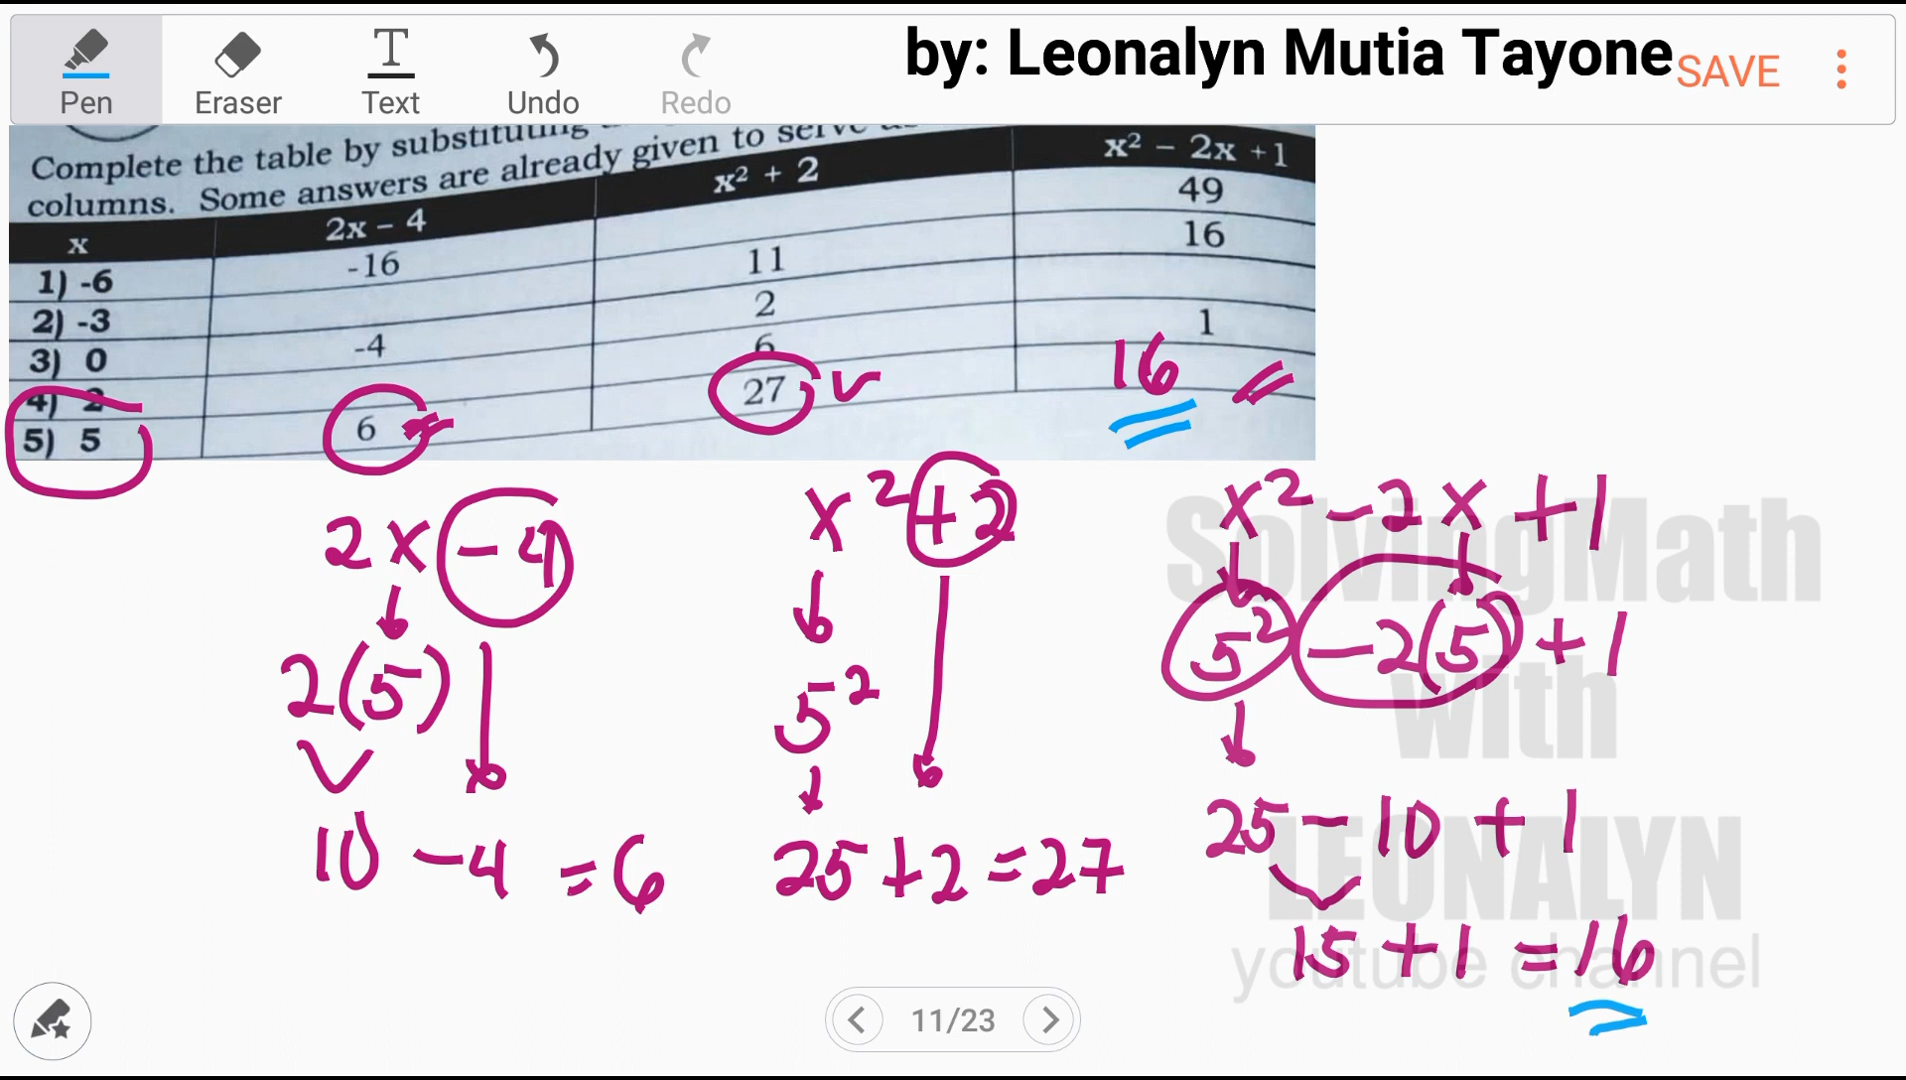 by: Leonalyn Mutia Tayone
SAVE
Pen Eraser Text Undo Redo
Complete the table by substituting
columns. Some answers are already given to serve
x 2x – 4 x² + 2 x² – 2x +1
1) -6 -16 49
2) -3 11 16
3) 0 -4 2
4) 2 6 1
5) 5 6 27 16
2x – 4
2(5)
10 – 4 = 6
x² + 2
5²
25 + 2 = 27
x² – 2x + 1
5² – 2(5) + 1
25 – 10 + 1
15 + 1 = 16
SolvingMath
with
LEONALYN
youtube channel
11/23